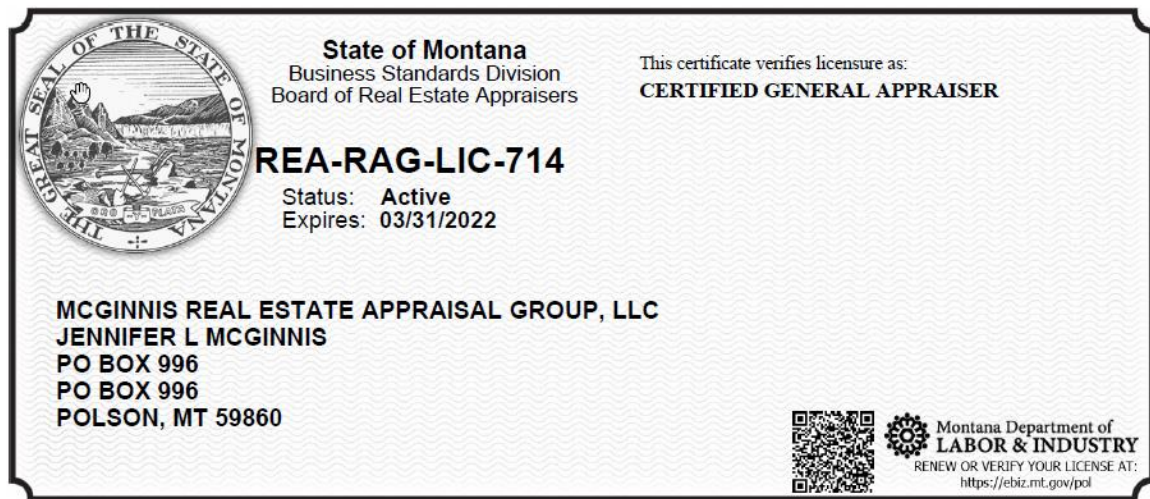 THE GREAT SEAL OF THE STATE OF MONTANA
ORO Y PLATA
State of Montana
Business Standards Division
Board of Real Estate Appraisers
REA-RAG-LIC-714
Status: Active
Expires: 03/31/2022
This certificate verifies licensure as:
CERTIFIED GENERAL APPRAISER
MCGINNIS REAL ESTATE APPRAISAL GROUP, LLC
JENNIFER L MCGINNIS
PO BOX 996
PO BOX 996
POLSON, MT 59860
Montana Department of
LABOR & INDUSTRY
RENEW OR VERIFY YOUR LICENSE AT:
https://ebiz.mt.gov/pol